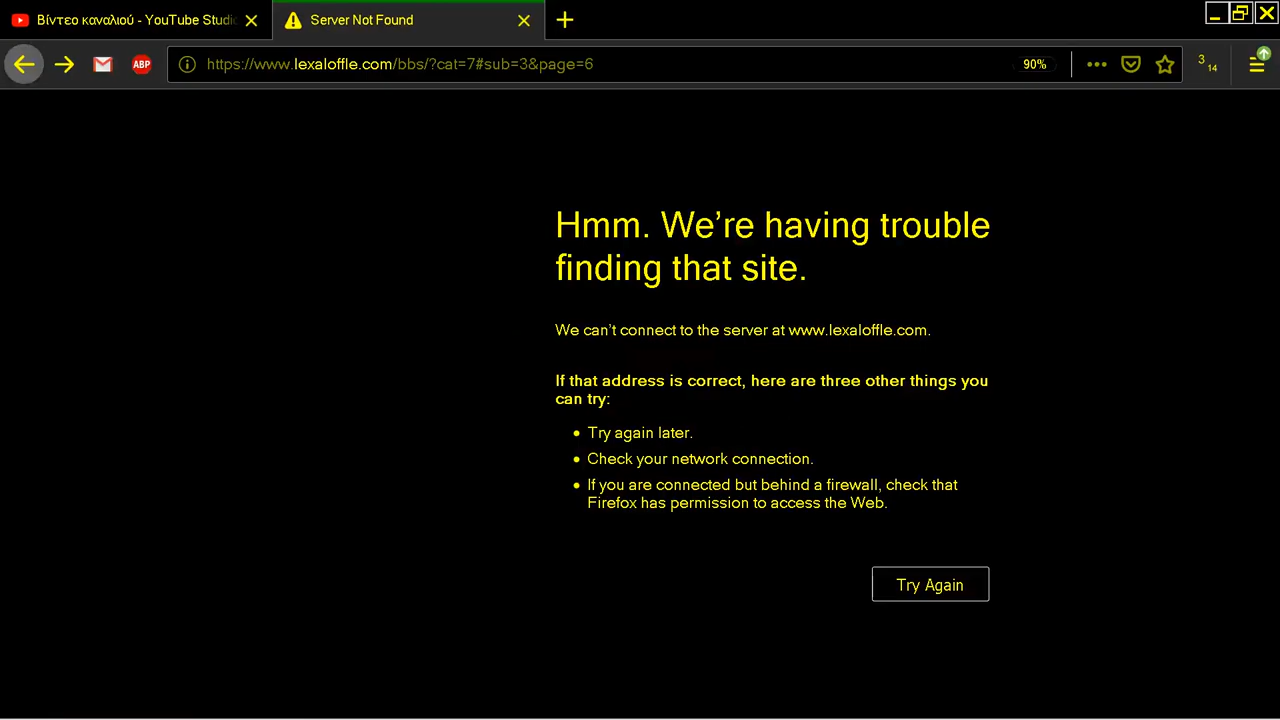 Βίντεο καναλιού - YouTube Studio
Server Not Found
ABP
https://www.lexaloffle.com/bbs/?cat=7#sub=3&page=6
90%
3
14
Hmm. We’re having trouble
finding that site.
We can’t connect to the server at www.lexaloffle.com.
If that address is correct, here are three other things you
can try:
Try again later.
Check your network connection.
If you are connected but behind a firewall, check that
Firefox has permission to access the Web.
Try Again